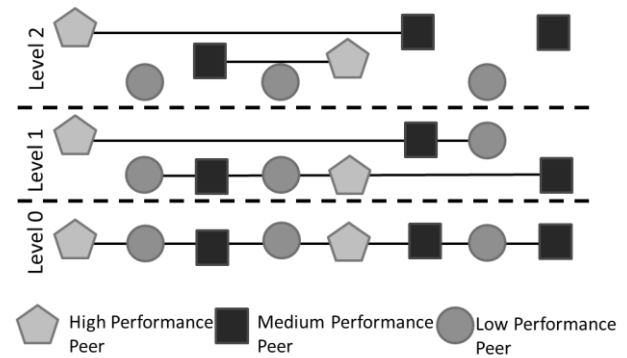 Level 2
Level 1
Level 0
High Performance
Peer
Medium Performance
Peer
Low Performance
Peer